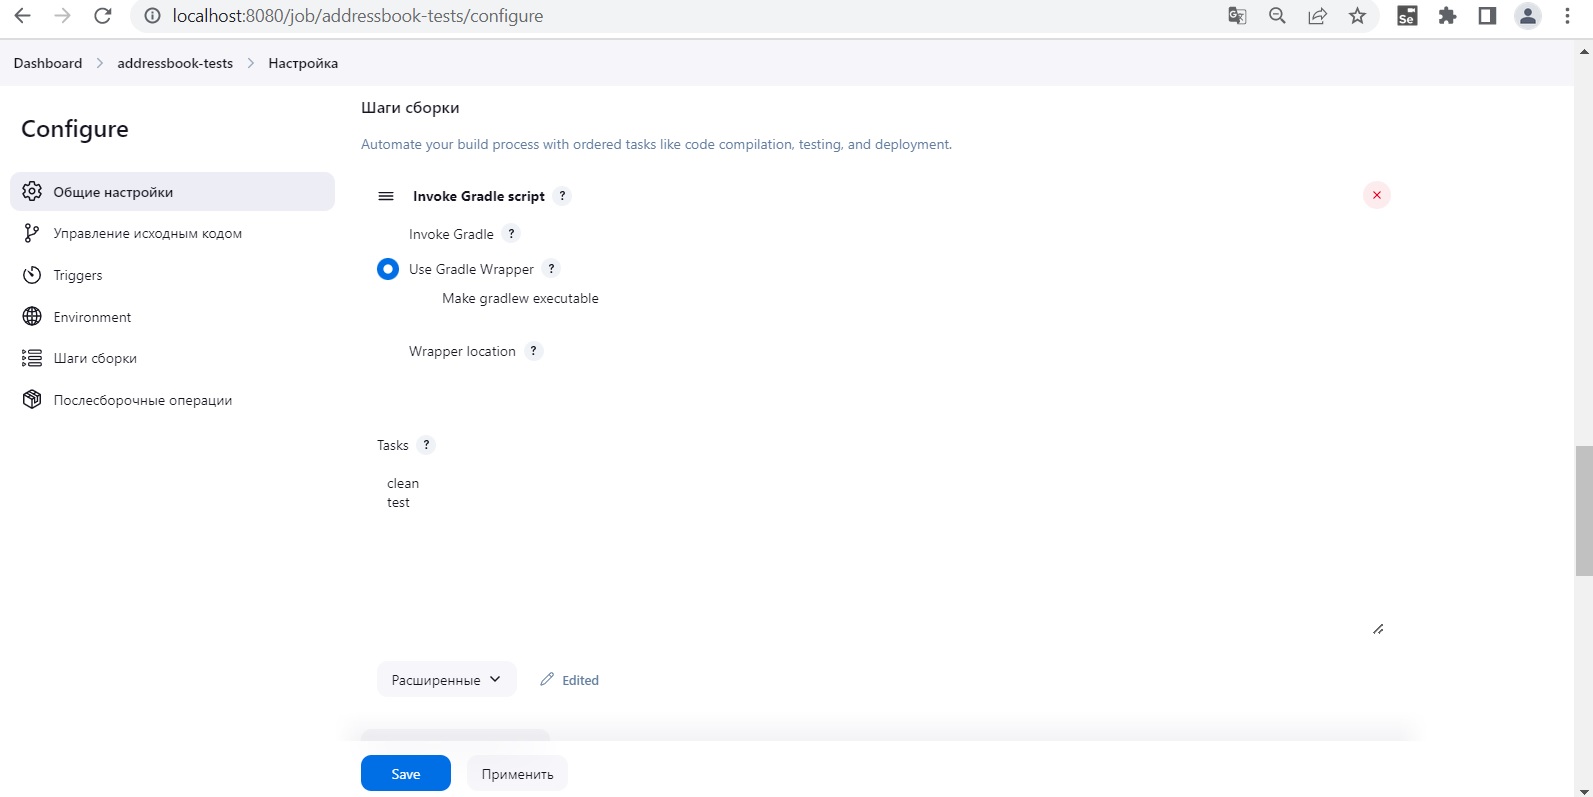 localhost:8080/job/addressbook-tests/configure
Dashboard > addressbook-tests > Настройка
Configure
Общие настройки
Управление исходным кодом
Triggers
Environment
Шаги сборки
Послесборочные операции
Шаги сборки
Automate your build process with ordered tasks like code compilation, testing, and deployment.
Invoke Gradle script ?
Invoke Gradle ?
Use Gradle Wrapper ?
Make gradlew executable
Wrapper location ?
Tasks ?
clean
test
Расширенные
Edited
Save
Применить